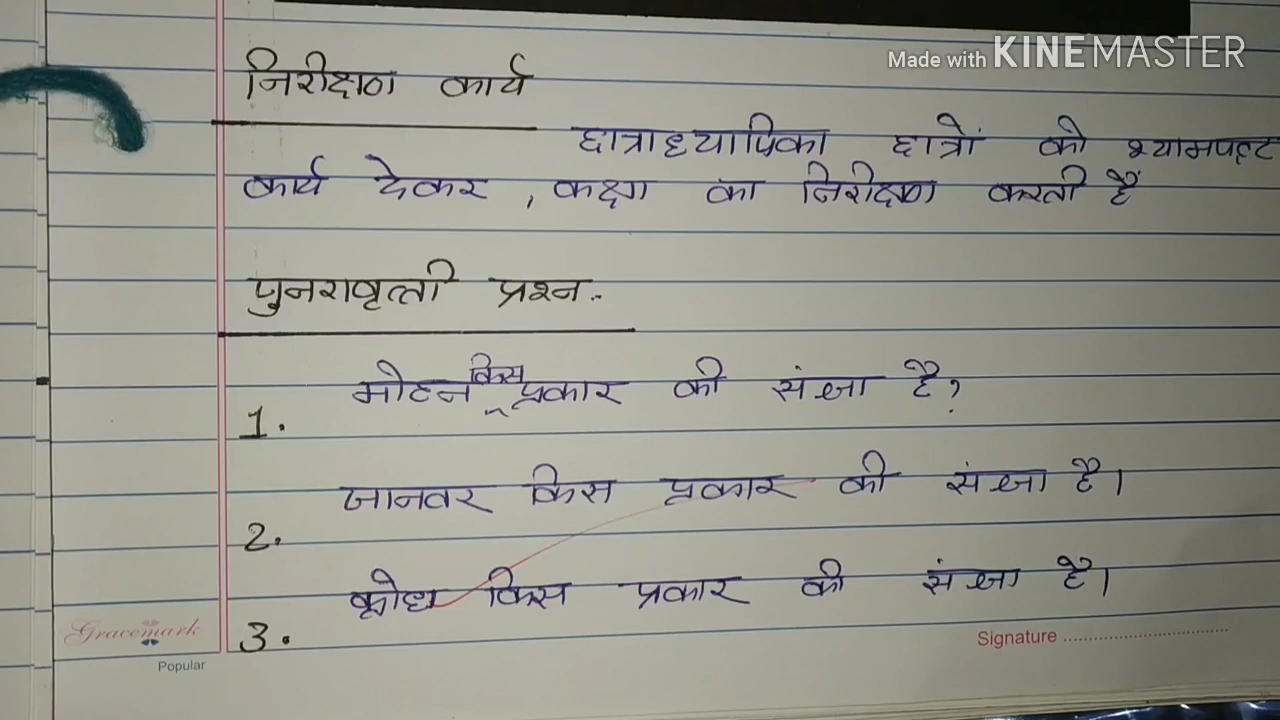 Made with KINEMASTER
निरीक्षण कार्य
छात्राध्यापिका छात्रों को श्यामपट्ट
कार्य देकर , कक्षा का निरीक्षण करती हैं
पुनरावृत्ती प्रश्न..
1. मोहन किस प्रकार की संज्ञा है?
2. जानवर किस प्रकार की संज्ञा है।
3. क्रोध किस प्रकार की संज्ञा है।
Gracemark
Popular
Signature ..................................